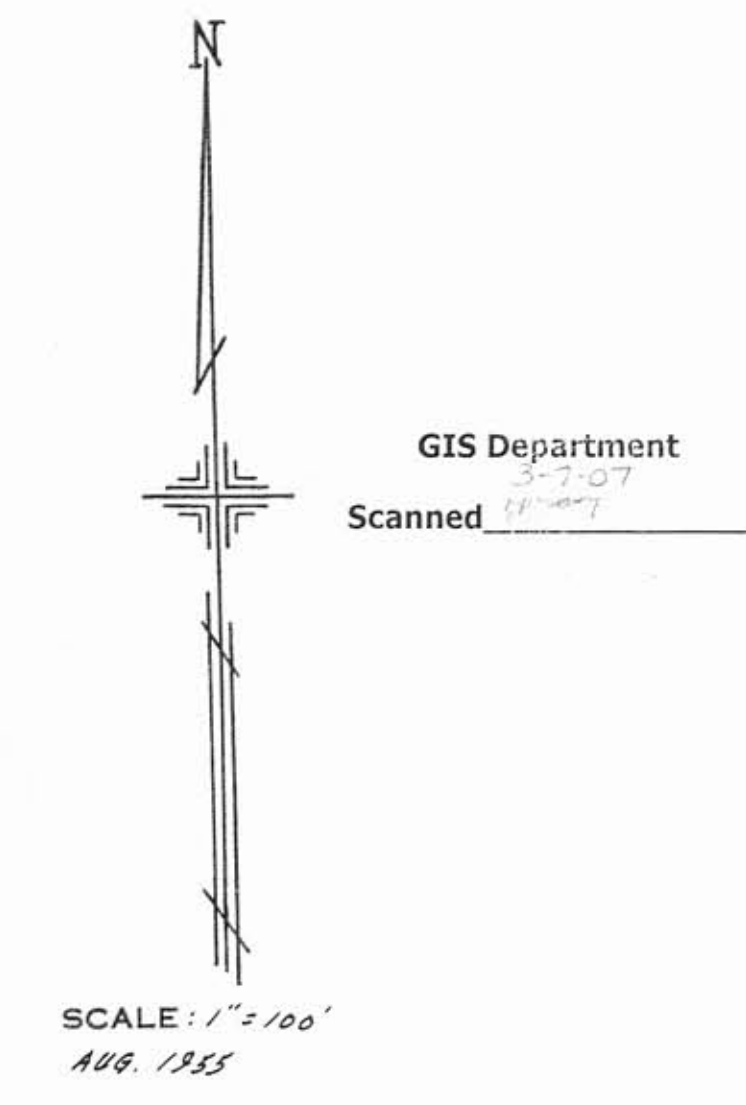 N
GIS Department
3-7-07
Scanned
SCALE: 1" = 100'
AUG. 1955